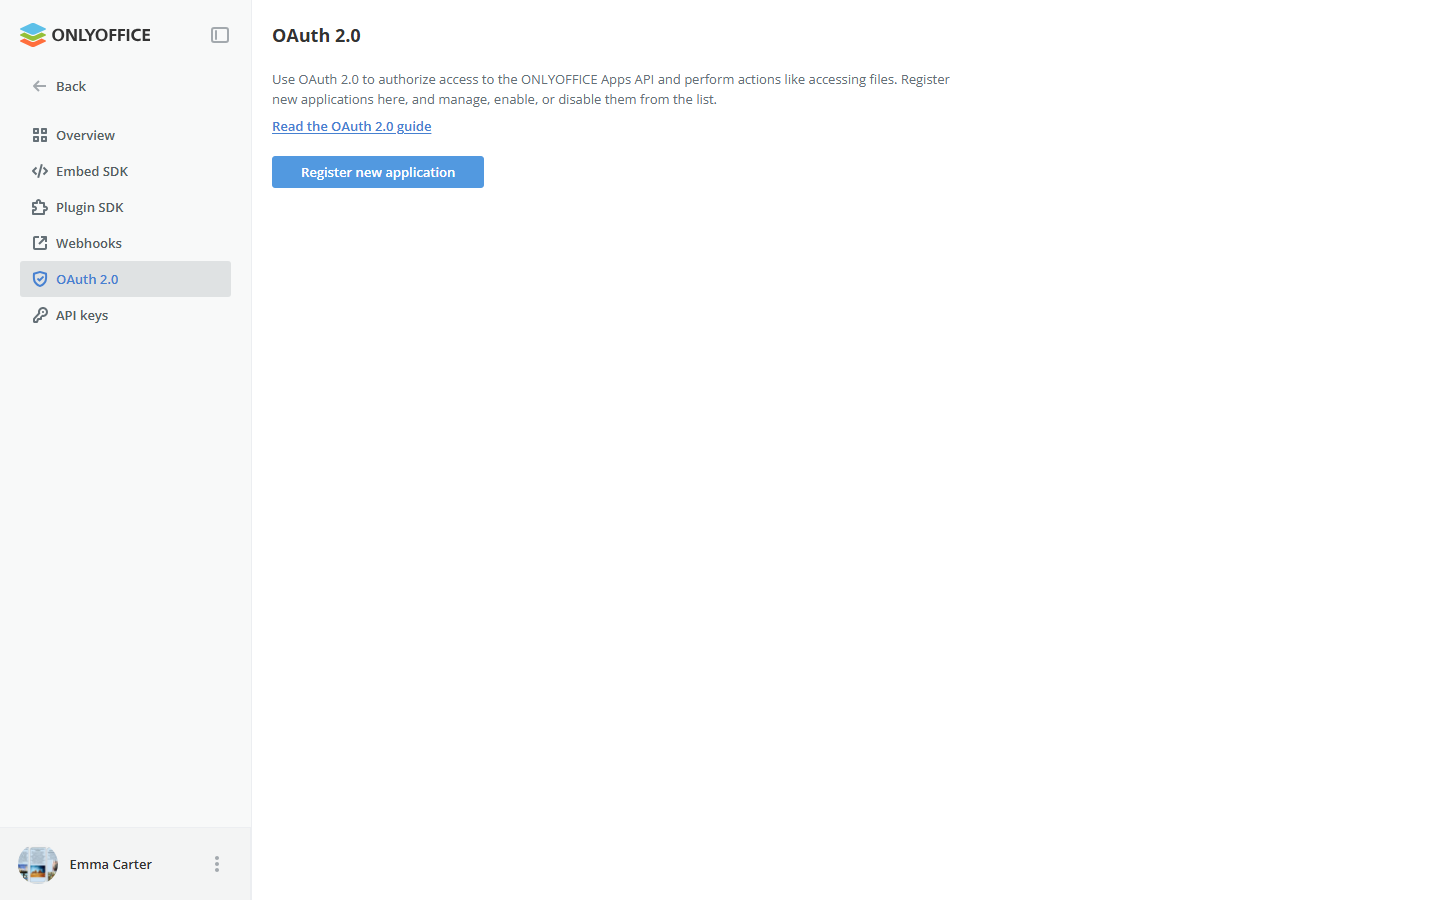 ONLYOFFICE
Back
Overview
Embed SDK
Plugin SDK
Webhooks
OAuth 2.0
API keys
Emma Carter
OAuth 2.0
Use OAuth 2.0 to authorize access to the ONLYOFFICE Apps API and perform actions like accessing files. Register
new applications here, and manage, enable, or disable them from the list.
Read the OAuth 2.0 guide
Register new application